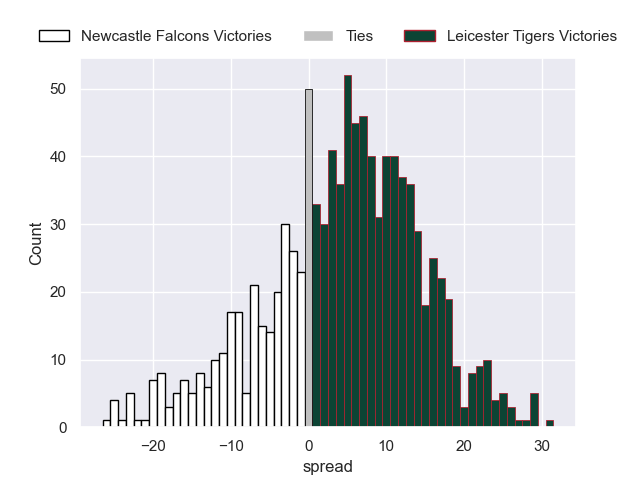 Newcastle Falcons Victories Ties Leicester Tigers Victories
50
40
30
20
10
0
Count
−20 −10 0 10 20 30
spread